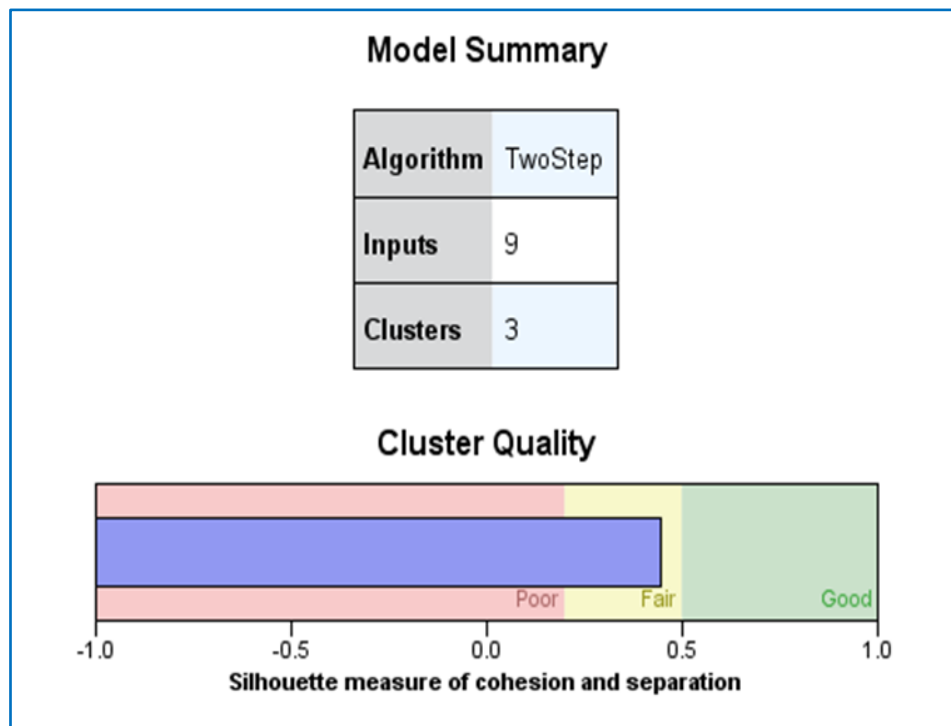 Model Summary
Algorithm TwoStep
Inputs 9
Clusters 3
Cluster Quality
Poor Fair Good
-1.0 -0.5 0.0 0.5 1.0
Silhouette measure of cohesion and separation